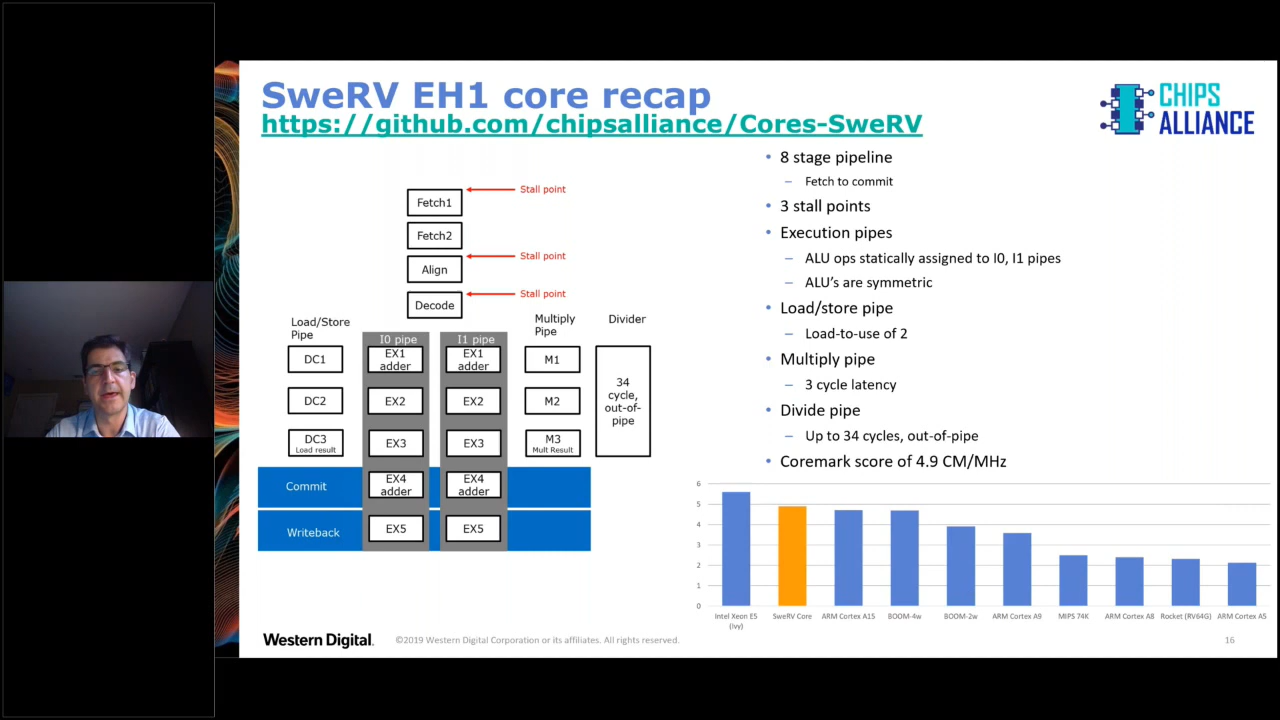 SweRV EH1 core recap
https://github.com/chipsalliance/Cores-SweRV
CHIPS
ALLIANCE
Stall point
Fetch1
Fetch2
Stall point
Align
Stall point
Decode
Load/Store
Pipe
I0 pipe
I1 pipe
Multiply
Pipe
Divider
DC1
EX1
adder
EX1
adder
M1
DC2
EX2
EX2
M2
34
cycle,
out-of-
pipe
DC3
Load result
EX3
EX3
M3
Mult Result
Commit
EX4
adder
EX4
adder
Writeback
EX5
EX5
• 8 stage pipeline
– Fetch to commit
• 3 stall points
• Execution pipes
– ALU ops statically assigned to I0, I1 pipes
– ALU's are symmetric
• Load/store pipe
– Load-to-use of 2
• Multiply pipe
– 3 cycle latency
• Divide pipe
– Up to 34 cycles, out-of-pipe
• Coremark score of 4.9 CM/MHz
6
5
4
3
2
1
0
Intel Xeon E5
(Ivy)
SweRV Core
ARM Cortex A15
BOOM-4w
BOOM-2w
ARM Cortex A9
MIPS 74K
ARM Cortex A8
Rocket (RV64G)
ARM Cortex A5
Western Digital.
©2019 Western Digital Corporation or its affiliates. All rights reserved.
16